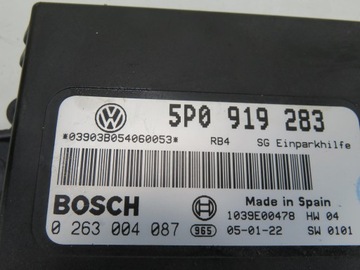 5P0 919 283
*03903B054060053* RB4 SG Einparkhilfe
BOSCH Made in Spain
1039E00478 HW 04
0 263 004 087 965 05-01-22 SW 0101